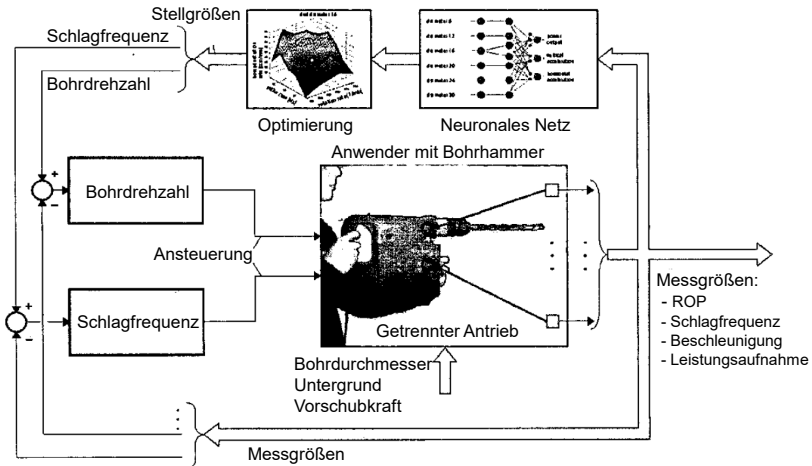 Stellgrößen
Schlagfrequenz
Bohrdrehzahl
Optimierung
Neuronales Netz
Anwender mit Bohrhammer
+
−
Bohrdrehzahl
Ansteuerung
+
−
Schlagfrequenz
Getrennter Antrieb
Messgrößen:
- ROP
- Schlagfrequenz
- Beschleunigung
- Leistungsaufnahme
Bohrdurchmesser
Untergrund
Vorschubkraft
Messgrößen